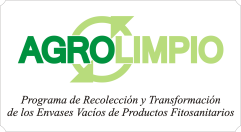 AGROLIMPIO
Programa de Recolección y Transformación
de los Envases Vacíos de Productos Fitosanitarios